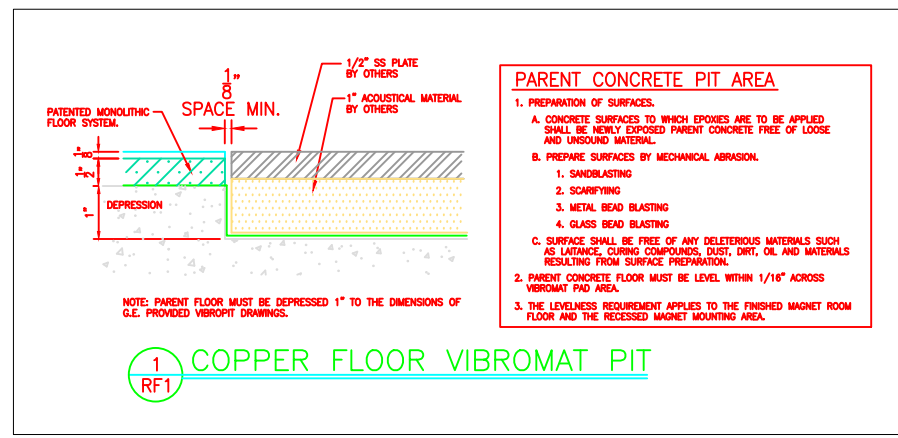 1/2" SS PLATE
BY OTHERS
1/8"
SPACE MIN.
1" ACOUSTICAL MATERIAL
BY OTHERS
PATENTED MONOLITHIC
FLOOR SYSTEM.
1/8
1/2"
1"
DEPRESSION
NOTE: PARENT FLOOR MUST BE DEPRESSED 1" TO THE DIMENSIONS OF
G.E. PROVIDED VIBROPIT DRAWINGS.
PARENT CONCRETE PIT AREA
1. PREPARATION OF SURFACES.
A. CONCRETE SURFACES TO WHICH EPOXIES ARE TO BE APPLIED
SHALL BE NEWLY EXPOSED PARENT CONCRETE FREE OF LOOSE
AND UNSOUND MATERIAL.
B. PREPARE SURFACES BY MECHANICAL ABRASION.
1. SANDBLASTING
2. SCARIFYIING
3. METAL BEAD BLASTING
4. GLASS BEAD BLASTING
C. SURFACE SHALL BE FREE OF ANY DELETERIOUS MATERIALS SUCH
AS LAITANCE, CURING COMPOUNDS, DUST, DIRT, OIL AND MATERIALS
RESULTING FROM SURFACE PREPARATION.
2. PARENT CONCRETE FLOOR MUST BE LEVEL WITHIN 1/16" ACROSS
VIBROMAT PAD AREA.
3. THE LEVELNESS REQUIREMENT APPLIES TO THE FINISHED MAGNET ROOM
FLOOR AND THE RECESSED MAGNET MOUNTING AREA.
1
RF1
COPPER FLOOR VIBROMAT PIT